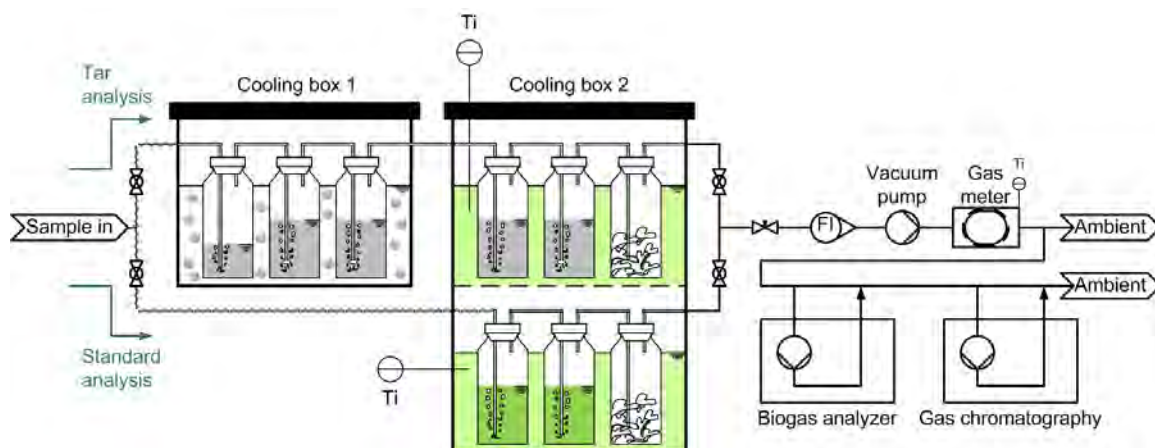 Ti
Tar
analysis
Cooling box 1
Cooling box 2
Sample in
Vacuum
pump
Gas
meter
Ti
FI
Ambient
Ambient
Standard
analysis
Ti
Biogas analyzer
Gas chromatography